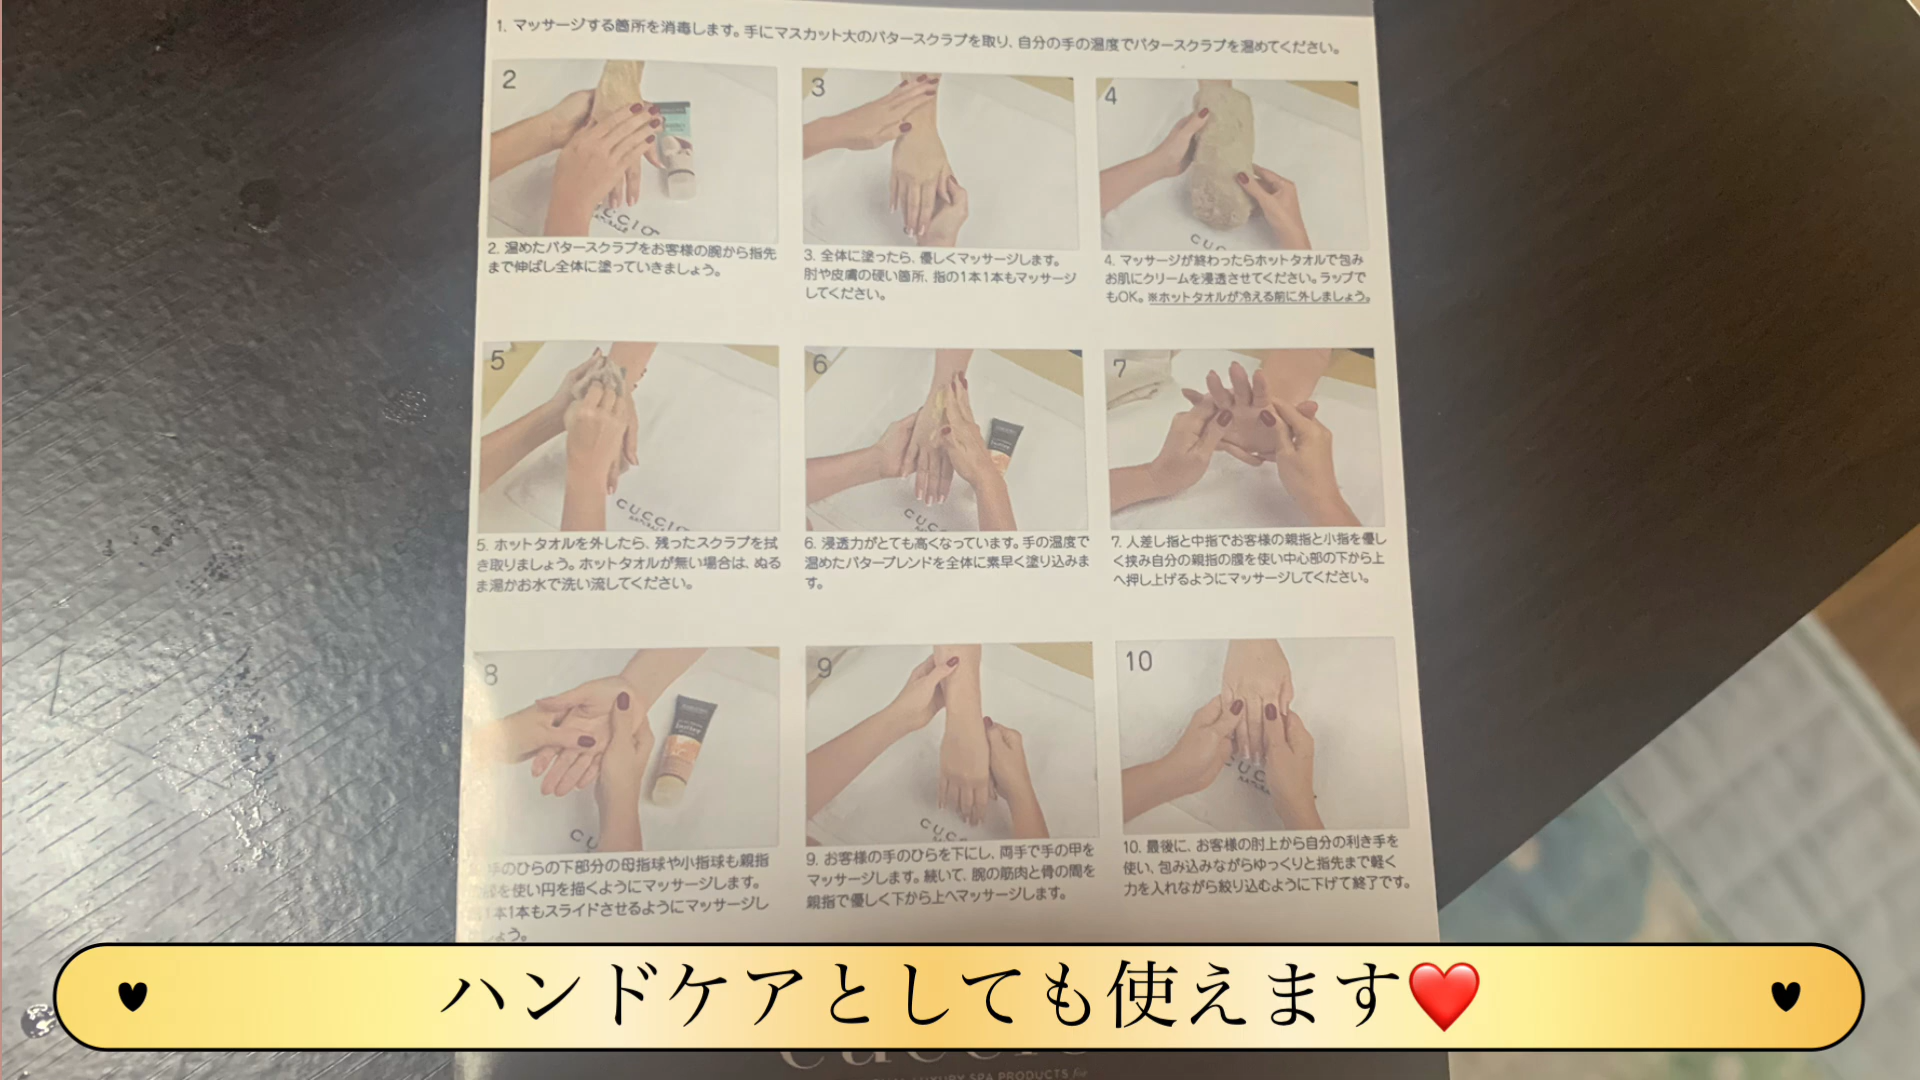 1. マッサージする箇所を消毒します。手にマスカット大のバタースクラブを取り、自分の手の温度でバタースクラブを温めてください。
2
3
4
CUCCIO
2. 温めたバタースクラブをお客様の腕から指先
まで伸ばし全体に塗っていきましょう。
3. 全体に塗ったら、優しくマッサージします。
肘や皮膚の硬い箇所、指の1本1本もマッサージ
してください。
CUC
4. マッサージが終わったらホットタオルで包み
お肌にクリームを浸透させてください。ラップで
もOK。※ホットタオルが冷える前に外しましょう。
5
6
7
CUCCIO
CUC
5. ホットタオルを外したら、残ったスクラブを拭
き取りましょう。ホットタオルが無い場合は、ぬる
ま湯かお水で洗い流してください。
6. 浸透力がとても高くなっています。手の温度で
温めたバターブレンドを全体に素早く塗り込みま
す。
7. 人差し指と中指でお客様の親指と小指を優し
く挟み自分の親指の腹を使い中心部の下から上
へ押し上げるようにマッサージしてください。
8
9
10
CU
CUC
CUC
手のひらの下部分の母指球や小指球も親指
を使い円を描くようにマッサージします。
1本1本もスライドさせるようにマッサージし
ょう。
9. お客様の手のひらを下にし、両手で手の甲を
マッサージします。続いて、腕の筋肉と骨の間を
親指で優しく下から上へマッサージします。
10. 最後に、お客様の肘上から自分の利き手を
使い、包み込みながらゆっくりと指先まで軽く
力を入れながら絞り込むように下げて終了です。
ハンドケアとしても使えます❤️
LUXURY SPA PRODUCTS